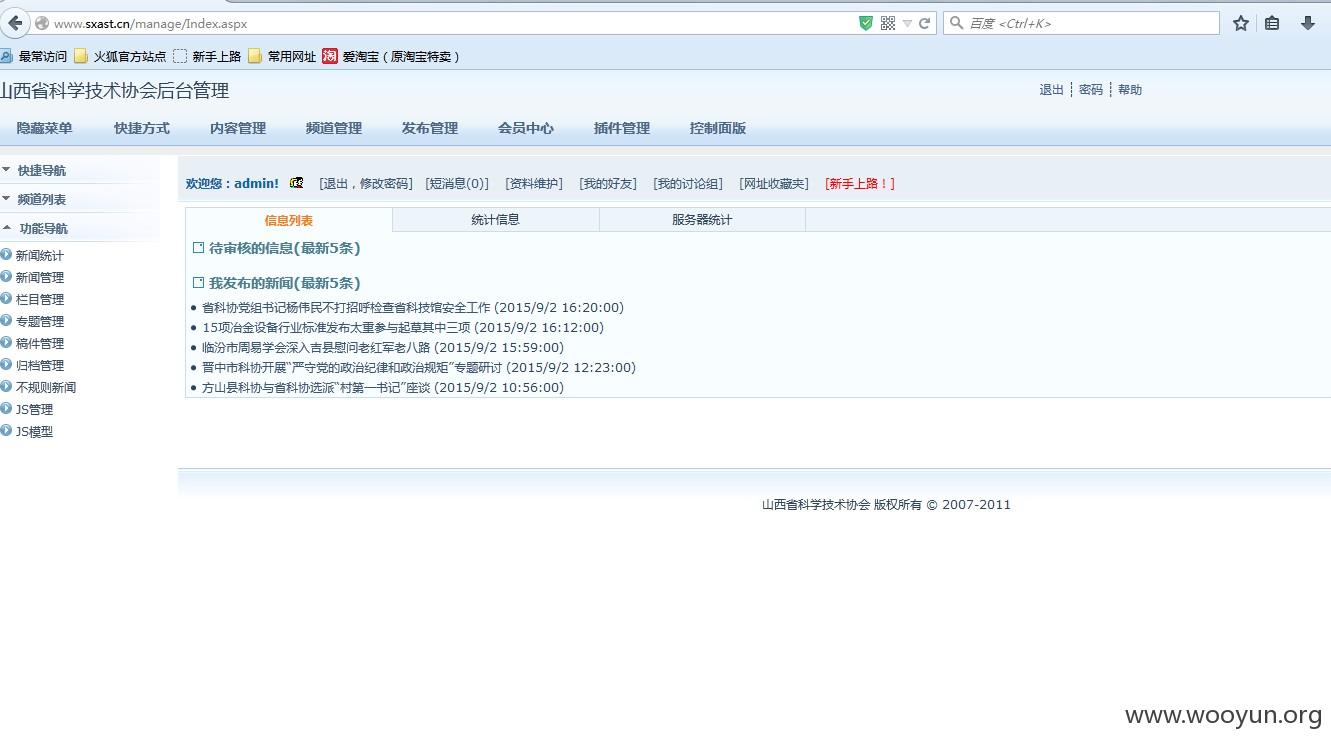 www.sxast.cn/manage/Index.aspx
百度 <Ctrl+K>
最常访问 火狐官方站点 新手上路 常用网址 淘 爱淘宝（原淘宝特卖）
山西省科学技术协会后台管理
退出 密码 帮助
隐藏菜单 快捷方式 内容管理 频道管理 发布管理 会员中心 插件管理 控制面版
快捷导航
频道列表
功能导航
新闻统计
新闻管理
栏目管理
专题管理
稿件管理
归档管理
不规则新闻
JS管理
JS模型
欢迎您：admin! [退出，修改密码] [短消息(0)] [资料维护] [我的好友] [我的讨论组] [网址收藏夹] [新手上路！]
信息列表 统计信息 服务器统计
待审核的信息(最新5条)
我发布的新闻(最新5条)
省科协党组书记杨伟民不打招呼检查省科技馆安全工作 (2015/9/2 16:20:00)
15项冶金设备行业标准发布太重参与起草其中三项 (2015/9/2 16:12:00)
临汾市周易学会深入吉县慰问老红军老八路 (2015/9/2 15:59:00)
晋中市科协开展“严守党的政治纪律和政治规矩”专题研讨 (2015/9/2 12:23:00)
方山县科协与省科协选派“村第一书记”座谈 (2015/9/2 10:56:00)
山西省科学技术协会 版权所有 © 2007-2011
www.wooyun.org